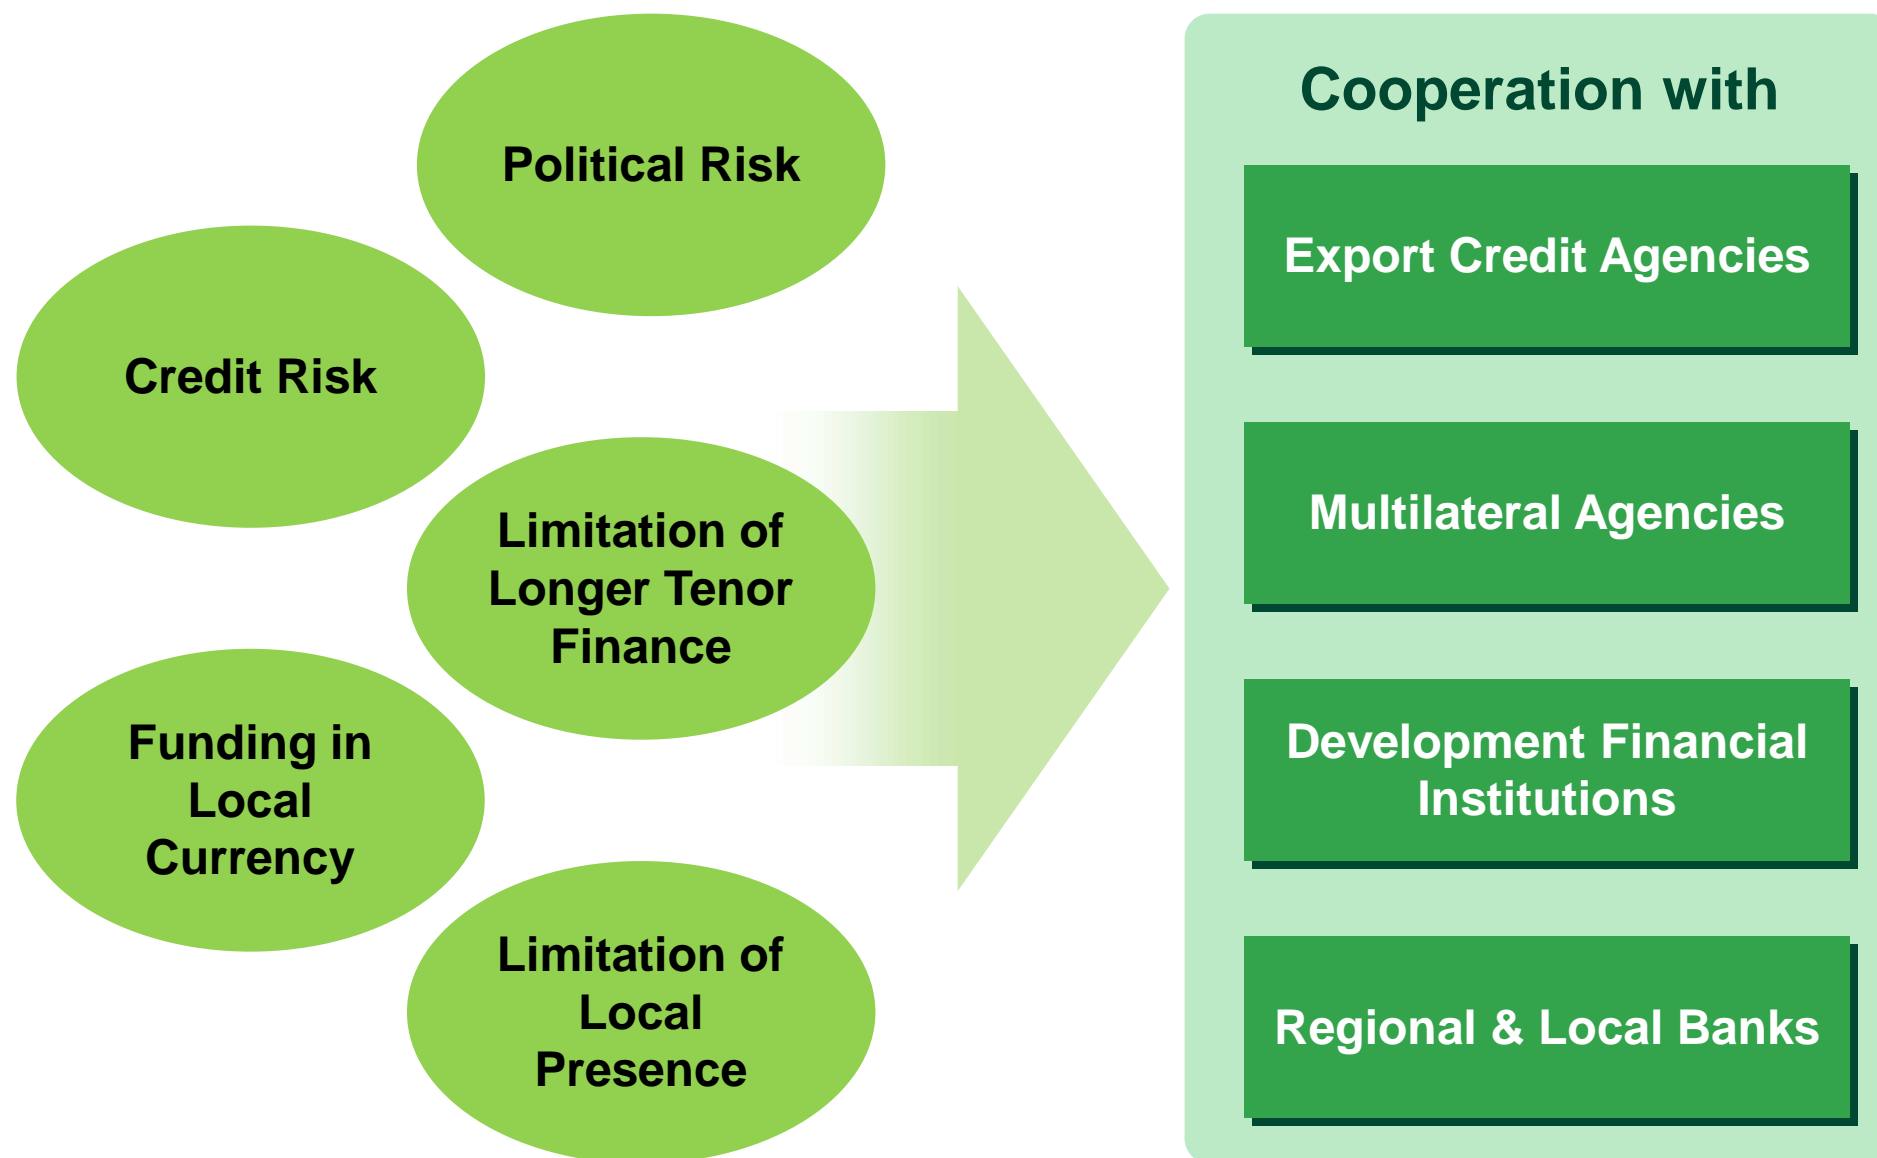 Political Risk
Credit Risk
Limitation of
Longer Tenor
Finance
Funding in
Local
Currency
Limitation of
Local
Presence
Cooperation with
Export Credit Agencies
Multilateral Agencies
Development Financial
Institutions
Regional & Local Banks